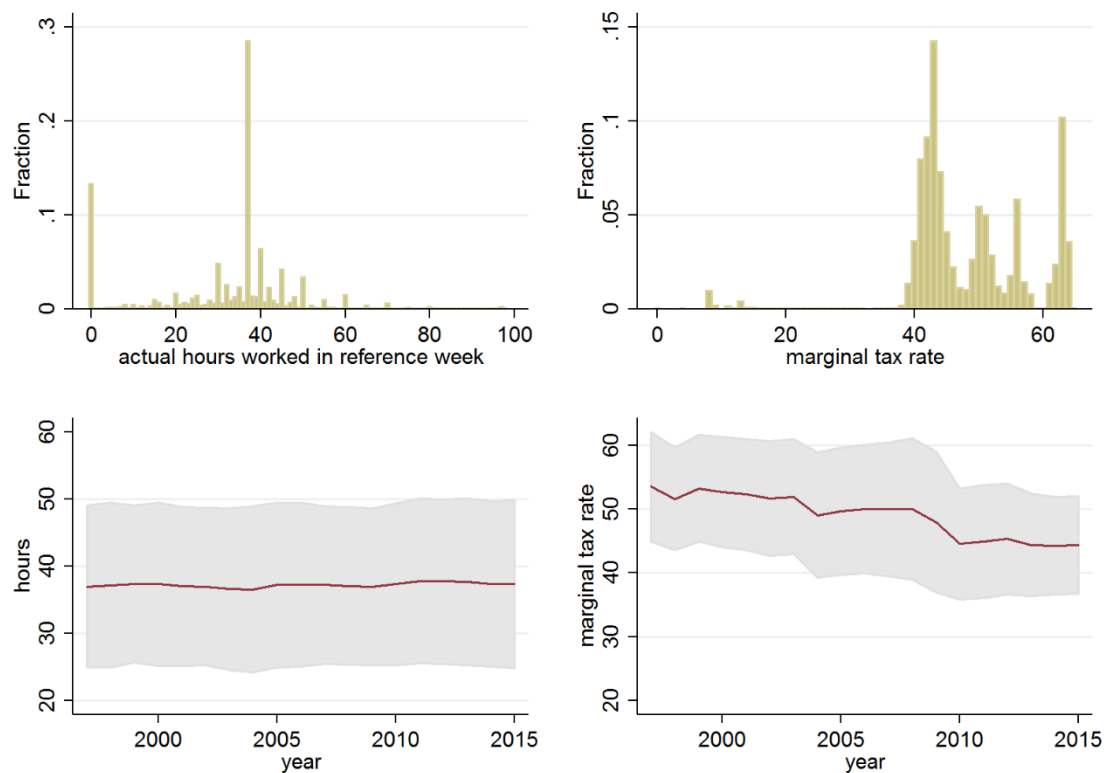 .3
.2
.1
0
Fraction
0 20 40 60 80 100
actual hours worked in reference week
.15
.1
.05
0
Fraction
0 20 40 60
marginal tax rate
60
50
40
30
20
hours
2000 2005 2010 2015
year
60
50
40
30
20
marginal tax rate
2000 2005 2010 2015
year